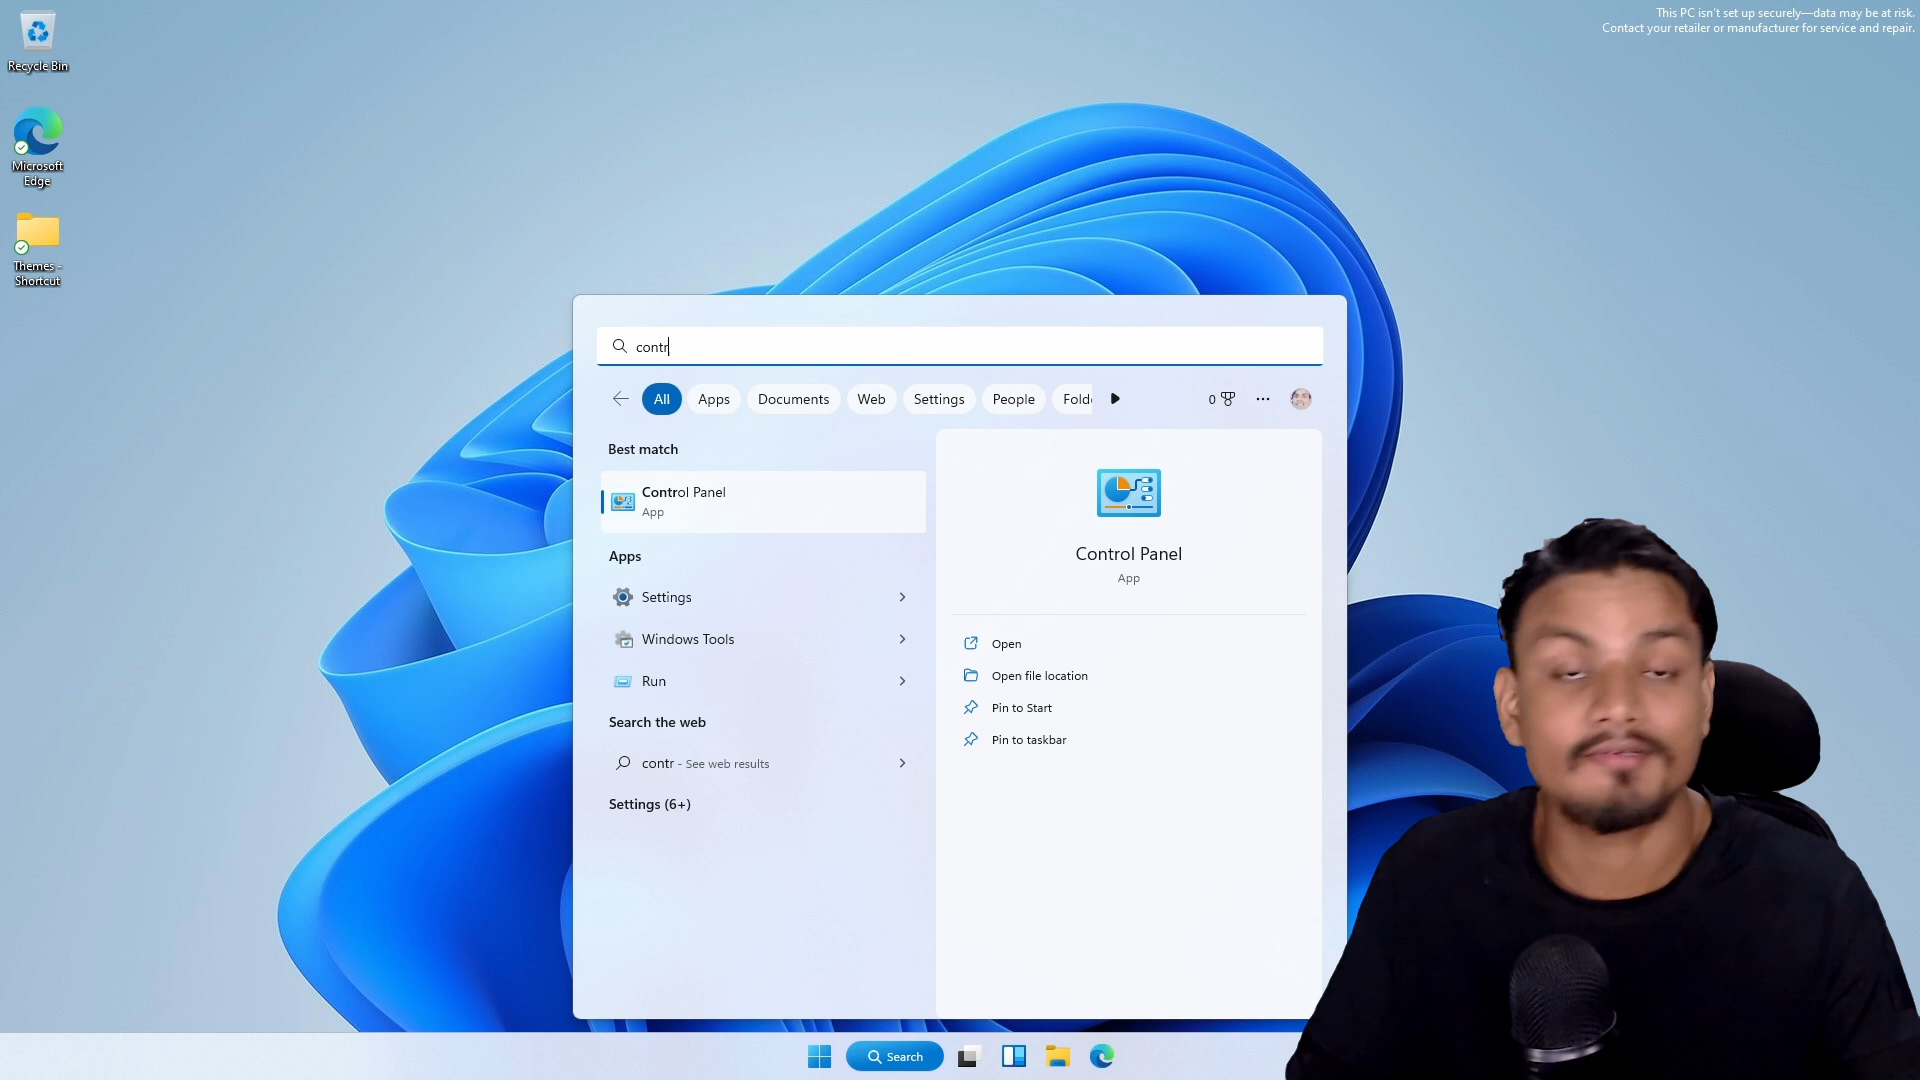 This PC isn't set up securely—data may be at risk.
Contact your retailer or manufacturer for service and repair.
Recycle Bin
Microsoft
Edge
Themes -
Shortcut
contr
All Apps Documents Web Settings People Fold 0
Best match
Control Panel
App
Apps
Settings
Windows Tools
Run
Search the web
contr - See web results
Settings (6+)
Control Panel
App
Open
Open file location
Pin to Start
Pin to taskbar
Search